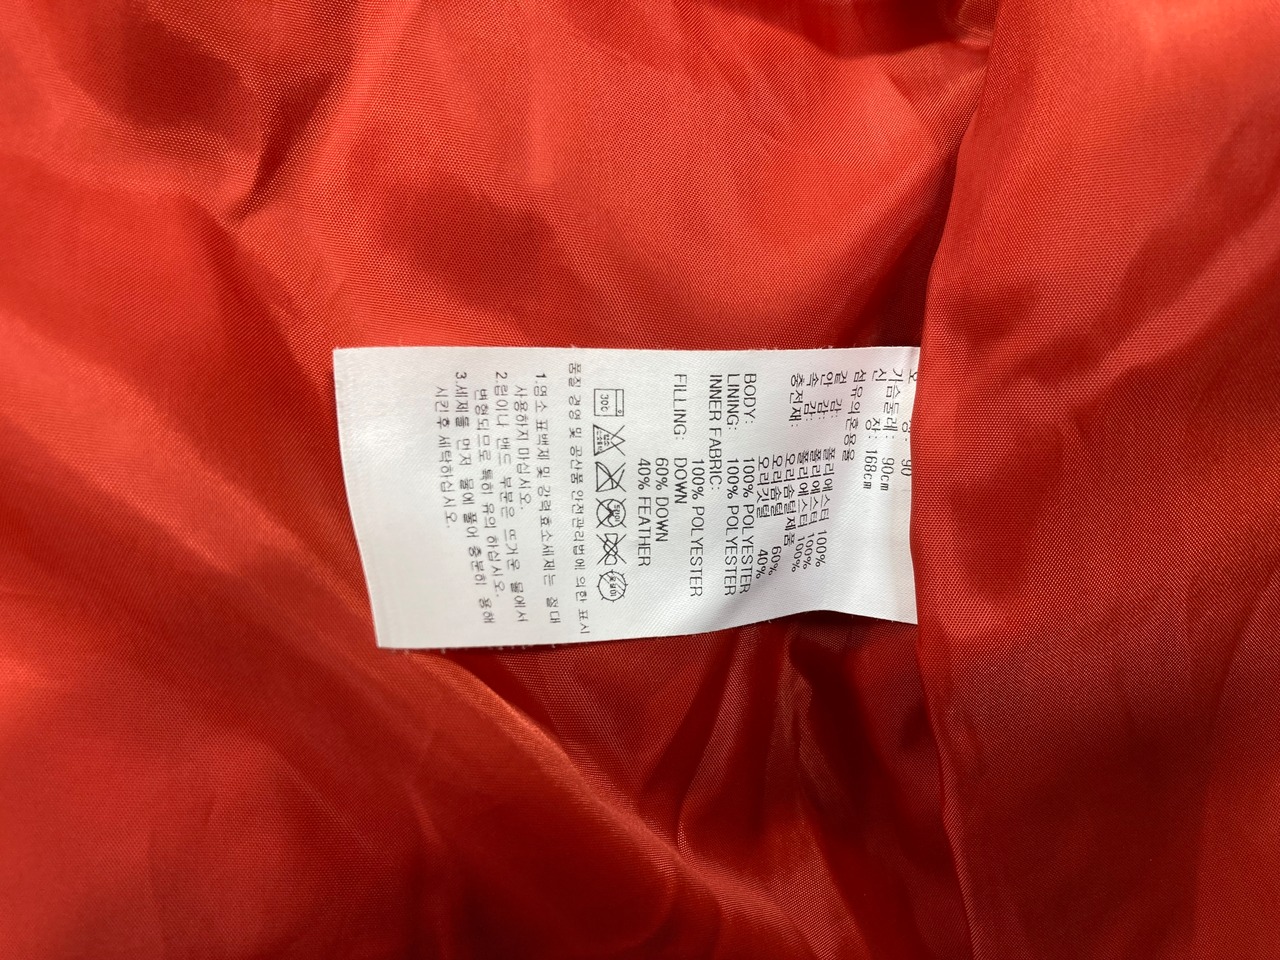 호 칭: 90
가슴둘레: 90cm
신 장: 168cm
섬유의혼용율
겉 감: 폴리에스터 100%
안 감: 폴리에스터 100%
속 감: 폴리에스터 100%
충전재: 오리솜털제품
오리솜털 60%
오리깃털 40%
BODY: 100% POLYESTER
LINING: 100% POLYESTER
INNER FABRIC:
100% POLYESTER
FILLING: DOWN
60% DOWN
40% FEATHER
30℃
품질 경영 및 공산품 안전관리법에 의한 표시
1.염소 표백제및 강력효소세제는 절대
사용하지 마십시오.
2.립이나 밴드 부분은 뜨거운 물에서
변형되므로 특히 유의 하십시오.
3.세제를 먼저 물에 풀어 충분히 용해
시킨후 세탁하십시오.